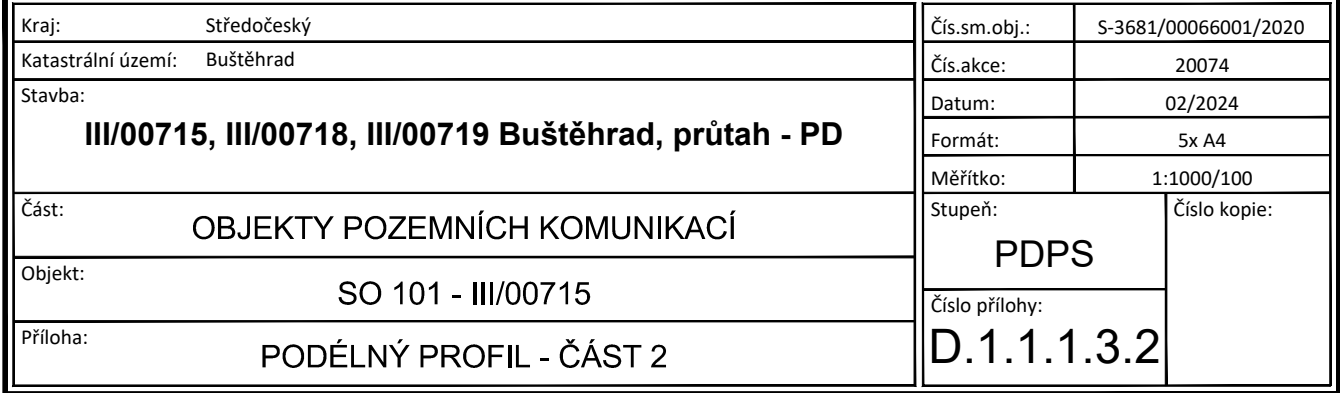 Kraj: Středočeský
Katastrální území: Buštěhrad
Stavba:
III/00715, III/00718, III/00719 Buštěhrad, průtah - PD
Část:
OBJEKTY POZEMNÍCH KOMUNIKACÍ
Objekt:
SO 101 - III/00715
Příloha:
PODÉLNÝ PROFIL - ČÁST 2
Čís.sm.obj.: S-3681/00066001/2020
Čís.akce: 20074
Datum: 02/2024
Formát: 5x A4
Měřítko: 1:1000/100
Stupeň:
PDPS
Číslo kopie:
Číslo přílohy:
D.1.1.1.3.2